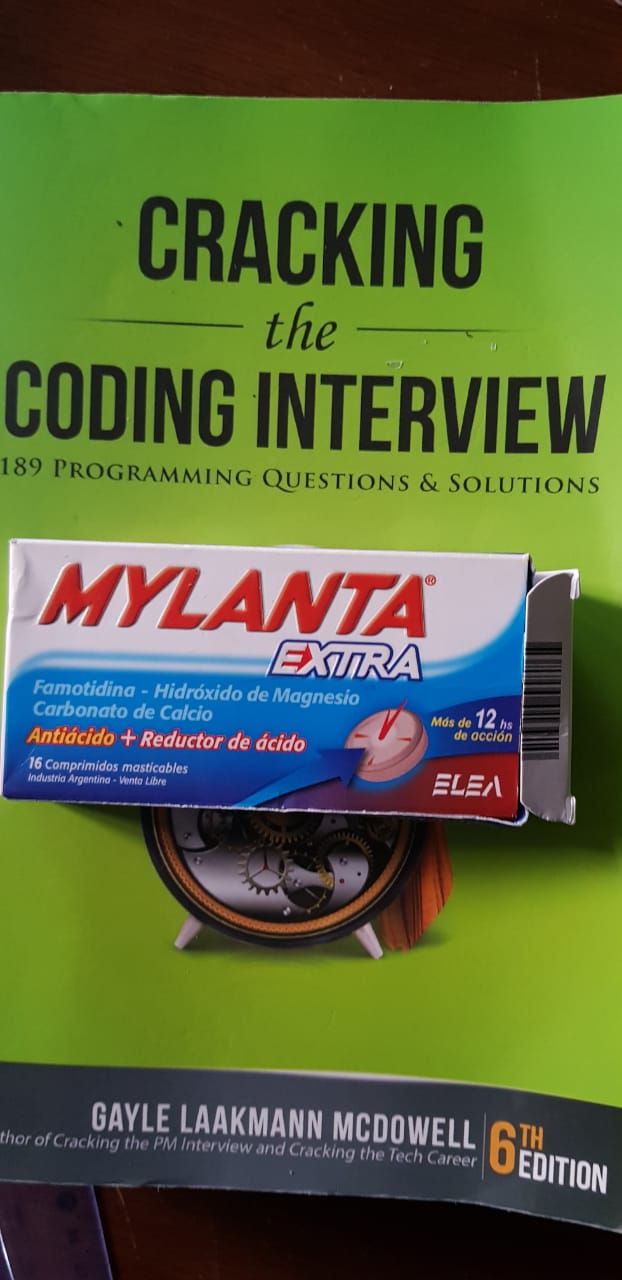 CRACKING
the
CODING INTERVIEW
189 PROGRAMMING QUESTIONS & SOLUTIONS
MYLANTA®
EXTRA
Famotidina - Hidróxido de Magnesio
Carbonato de Calcio
Antiácido + Reductor de ácido
16 Comprimidos masticables
Industria Argentina - Venta Libre
Más de 12 hs
de acción
ELEA
GAYLE LAAKMANN MCDOWELL
thor of Cracking the PM Interview and Cracking the Tech Career
6TH
EDITION